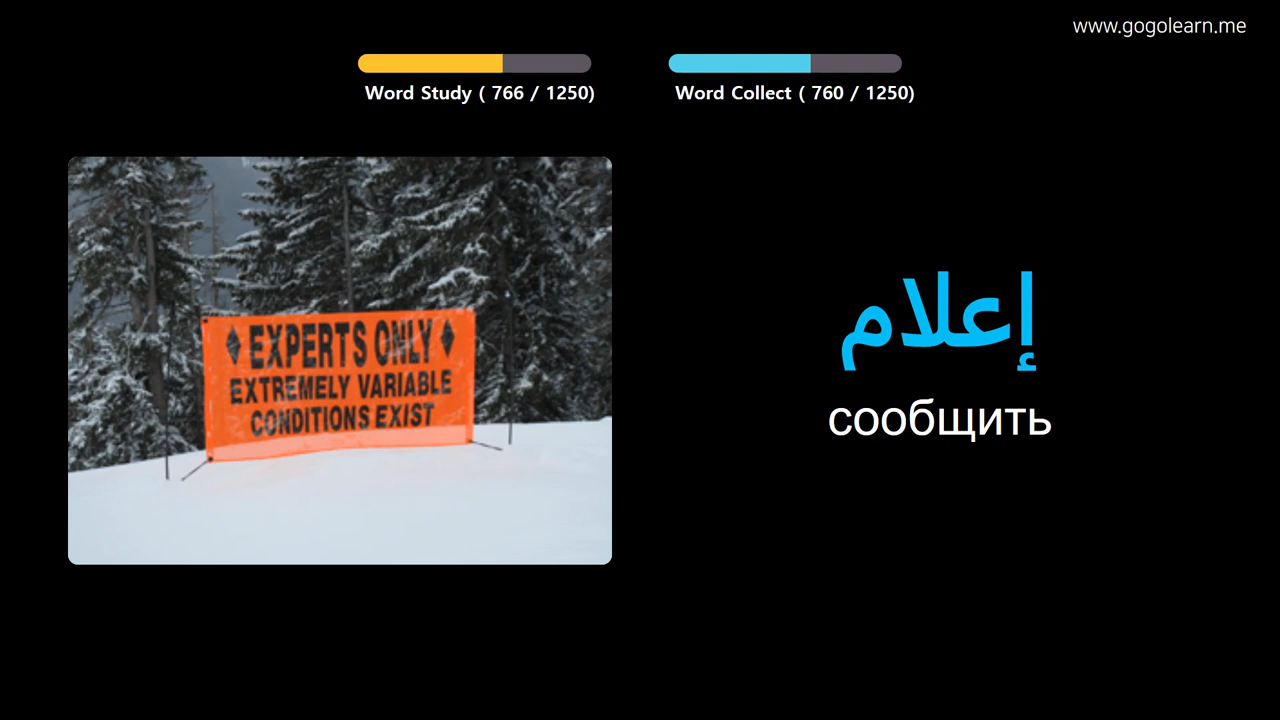 www.gogolearn.me
Word Study ( 766 / 1250)
Word Collect ( 760 / 1250)
EXPERTS ONLY
EXTREMELY VARIABLE
CONDITIONS EXIST
إعلام
сообщить